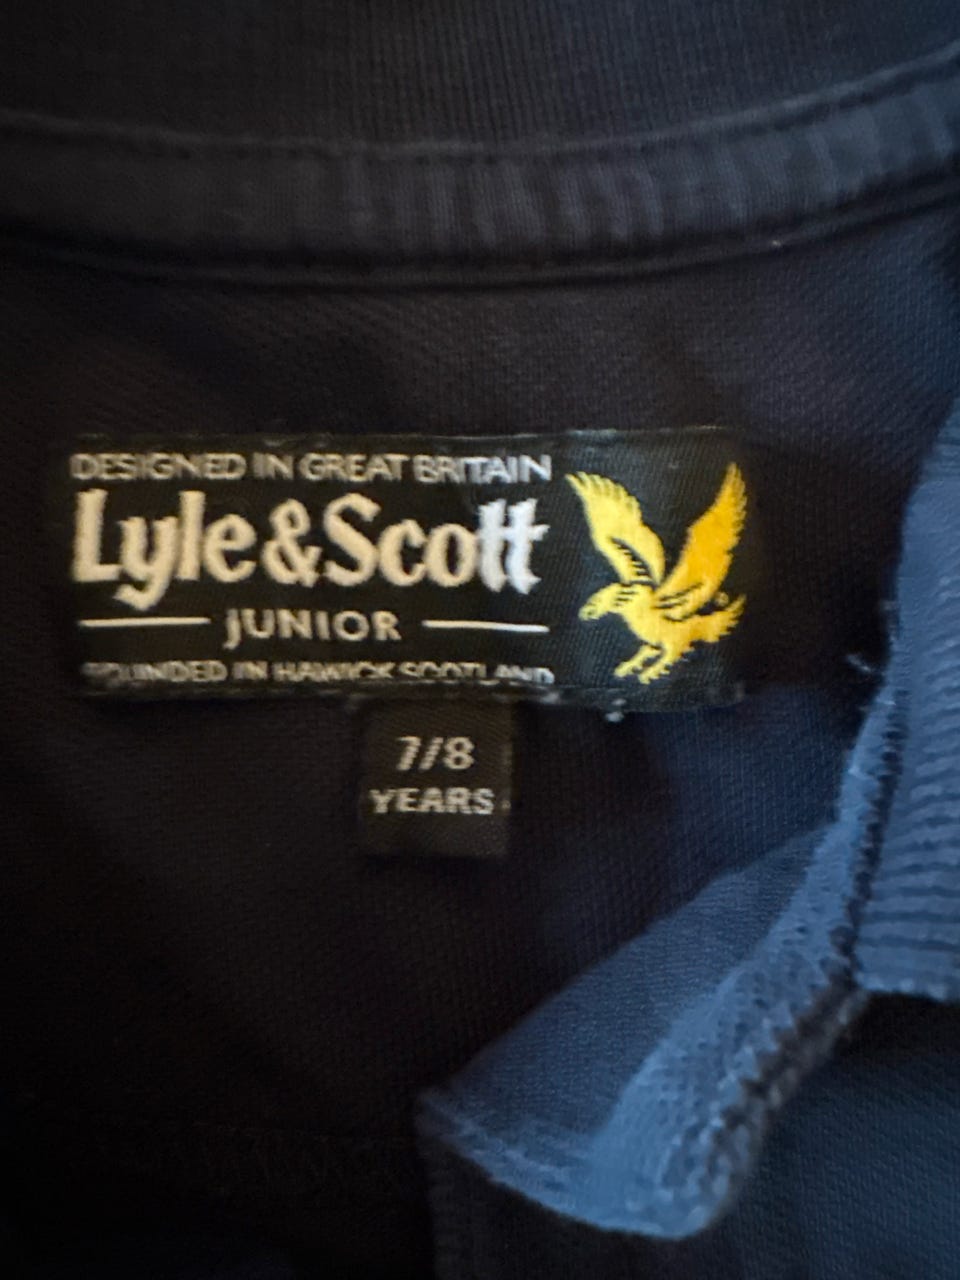 DESIGNED IN GREAT BRITAIN
Lyle&Scott
JUNIOR
FOUNDED IN HAWICK SCOTLAND
7/8
YEARS